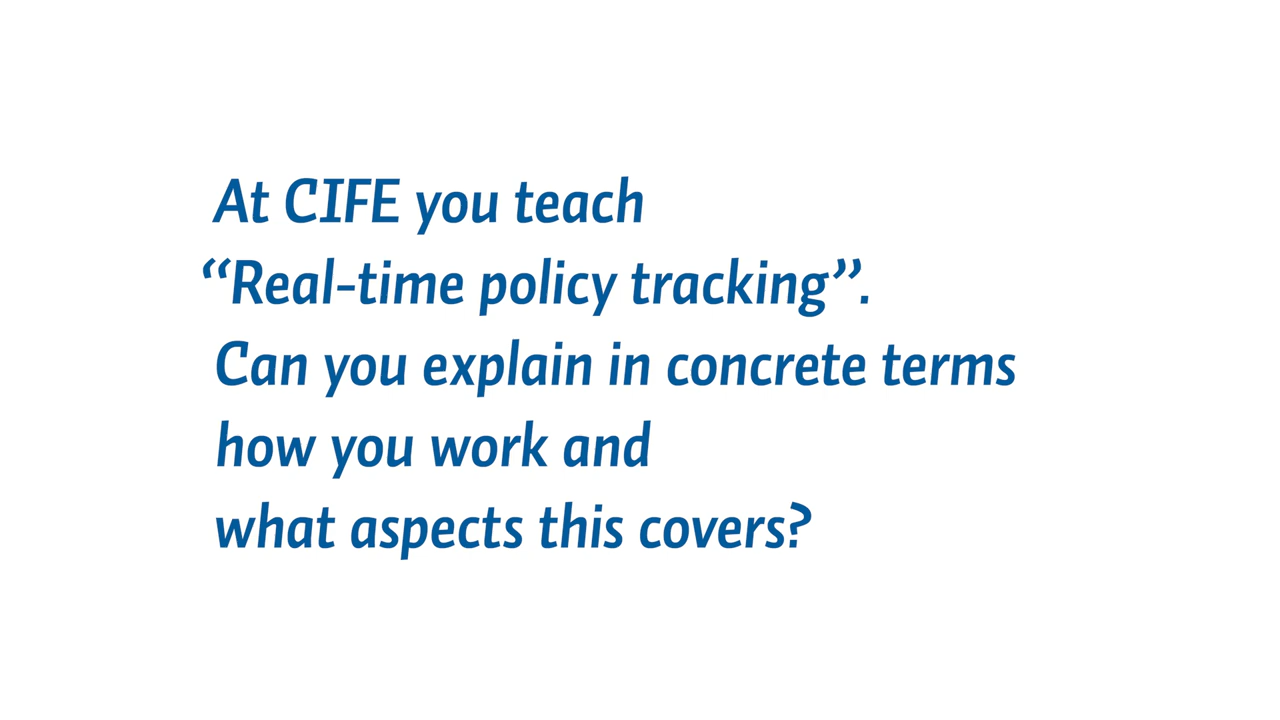 At CIFE you teach
“Real-time policy tracking”.
Can you explain in concrete terms
how you work and
what aspects this covers?